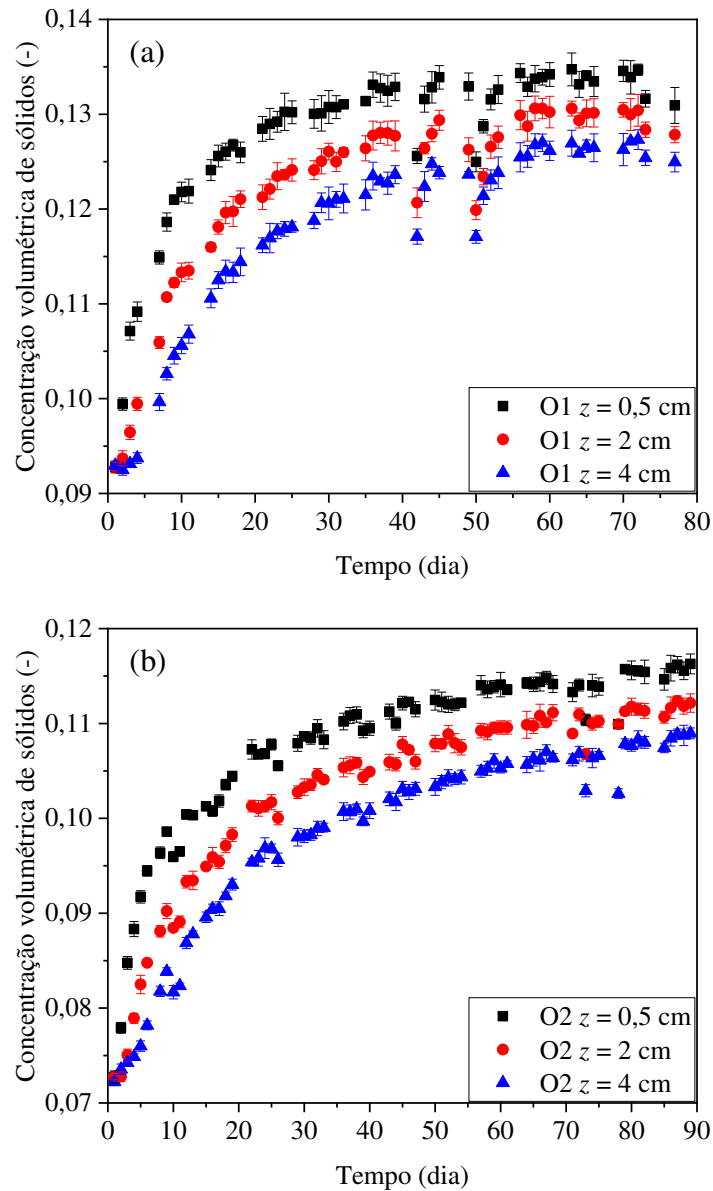 (a)
Concentração volumétrica de sólidos (-)
0,14
0,13
0,12
0,11
0,10
0,09
O1 z = 0,5 cm
O1 z = 2 cm
O1 z = 4 cm
0 10 20 30 40 50 60 70 80
Tempo (dia)
(b)
Concentração volumétrica de sólidos (-)
0,12
0,11
0,10
0,09
0,08
0,07
O2 z = 0,5 cm
O2 z = 2 cm
O2 z = 4 cm
0 10 20 30 40 50 60 70 80 90
Tempo (dia)